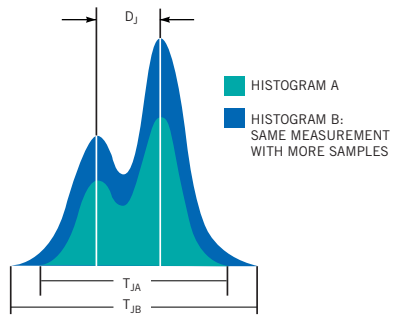 DJ
HISTOGRAM A
HISTOGRAM B:
SAME MEASUREMENT
WITH MORE SAMPLES
TJA
TJB